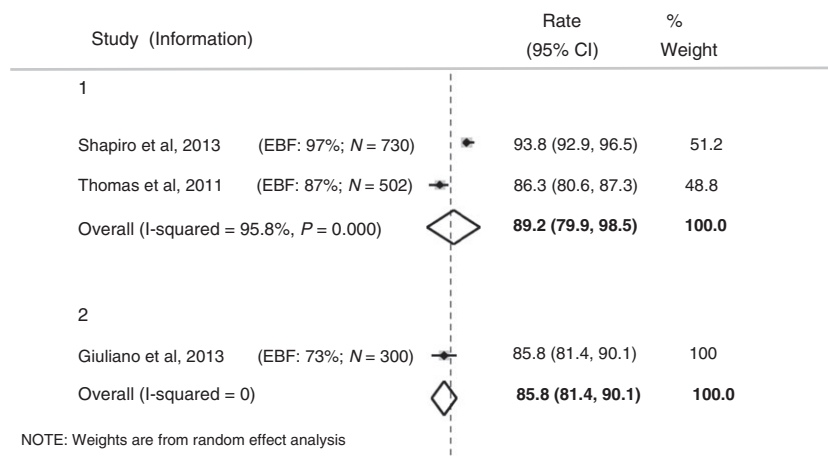 Study (Information) Rate (95% CI) % Weight
1
Shapiro et al, 2013 (EBF: 97%; N = 730) 93.8 (92.9, 96.5) 51.2
Thomas et al, 2011 (EBF: 87%; N = 502) 86.3 (80.6, 87.3) 48.8
Overall (I-squared = 95.8%, P = 0.000) 89.2 (79.9, 98.5) 100.0
2
Giuliano et al, 2013 (EBF: 73%; N = 300) 85.8 (81.4, 90.1) 100
Overall (I-squared = 0) 85.8 (81.4, 90.1) 100.0
NOTE: Weights are from random effect analysis